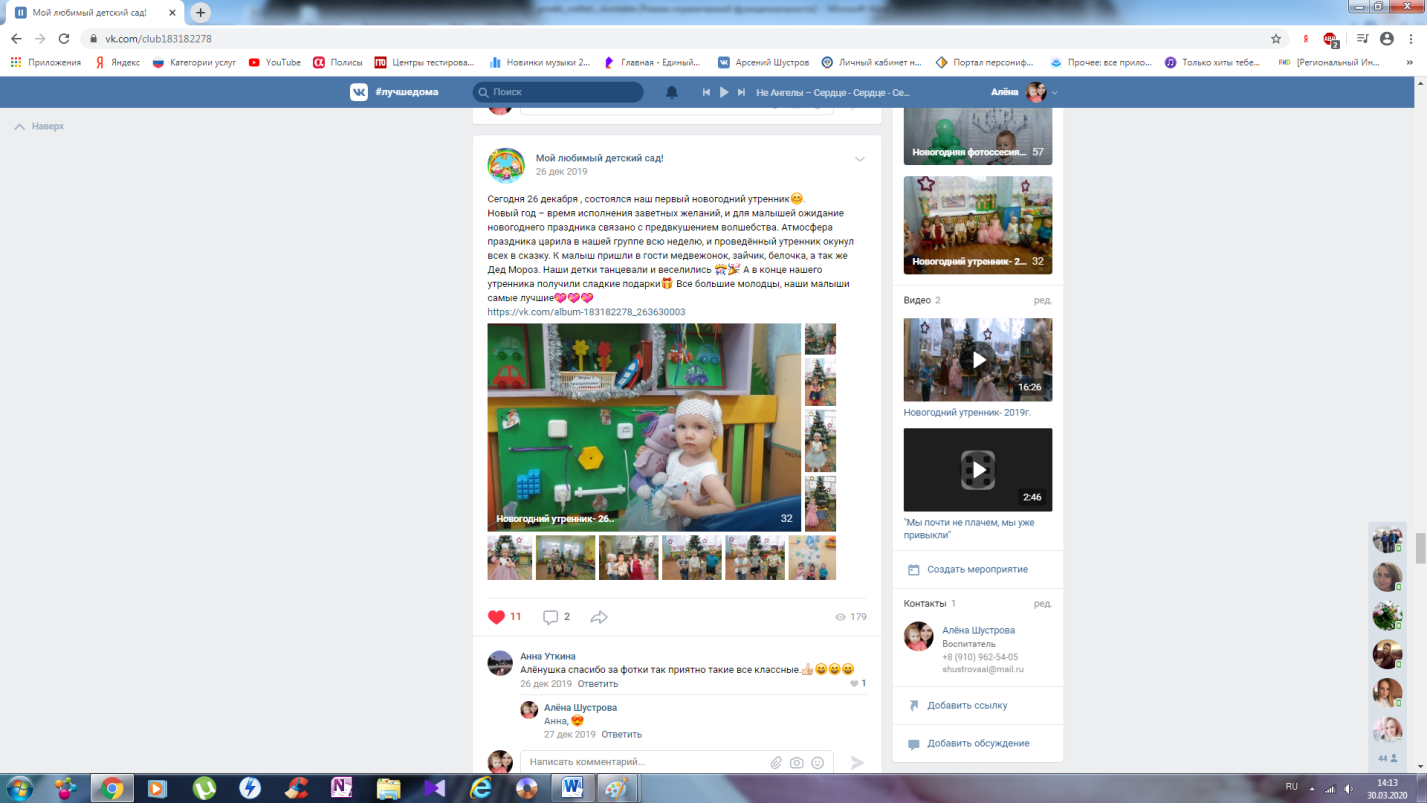 Мой любимый детский сад!
vk.com/club183182278
Приложения
Яндекс
Категории услуг
YouTube
Полисы
Центры тестирова...
Новинки музыки 2...
Главная - Единый...
Арсений Шустров
Личный кабинет н...
Портал персониф...
Прочее: все прило...
Только хиты тебе...
[Региональный Ин...
#лучшедома
Поиск
Не Ангелы – Сердце - Сердце - Се...
Алёна
Наверх
Мой любимый детский сад!
26 дек 2019
Сегодня 26 декабря , состоялся наш первый новогодний утренник😊.
Новый год – время исполнения заветных желаний, и для малышей ожидание
новогоднего праздника связано с предвкушением волшебства. Атмосфера
праздника царила в нашей группе всю неделю, и проведённый утренник окунул
всех в сказку. К малыш пришли в гости медвежонок, зайчик, белочка, а так же
Дед Мороз. Наши детки танцевали и веселились 🎊🎉 А в конце нашего
утренника получили сладкие подарки🎁 Все большие молодцы, наши малыши
самые лучшие💖💖💖
https://vk.com/album-183182278_263630003
Новогодний утренник- 26..
32
11
2
179
Анна Уткина
Алёнушка спасибо за фотки так приятно такие все классные.👍😄😄😄
26 дек 2019 Ответить
1
Алёна Шустрова
Анна, 😍
27 дек 2019 Ответить
Написать комментарий...
Новогодняя фотосессия...
57
Новогодний утренник- 2...
32
Видео 2
ред.
16:26
Новогодний утренник- 2019г.
2:46
"Мы почти не плачем, мы уже
привыкли"
Создать мероприятие
Контакты 1
ред.
Алёна Шустрова
Воспитатель
+8 (910) 962-54-05
shustrovaal@mail.ru
Добавить ссылку
Добавить обсуждение
44
RU
14:13
30.03.2020